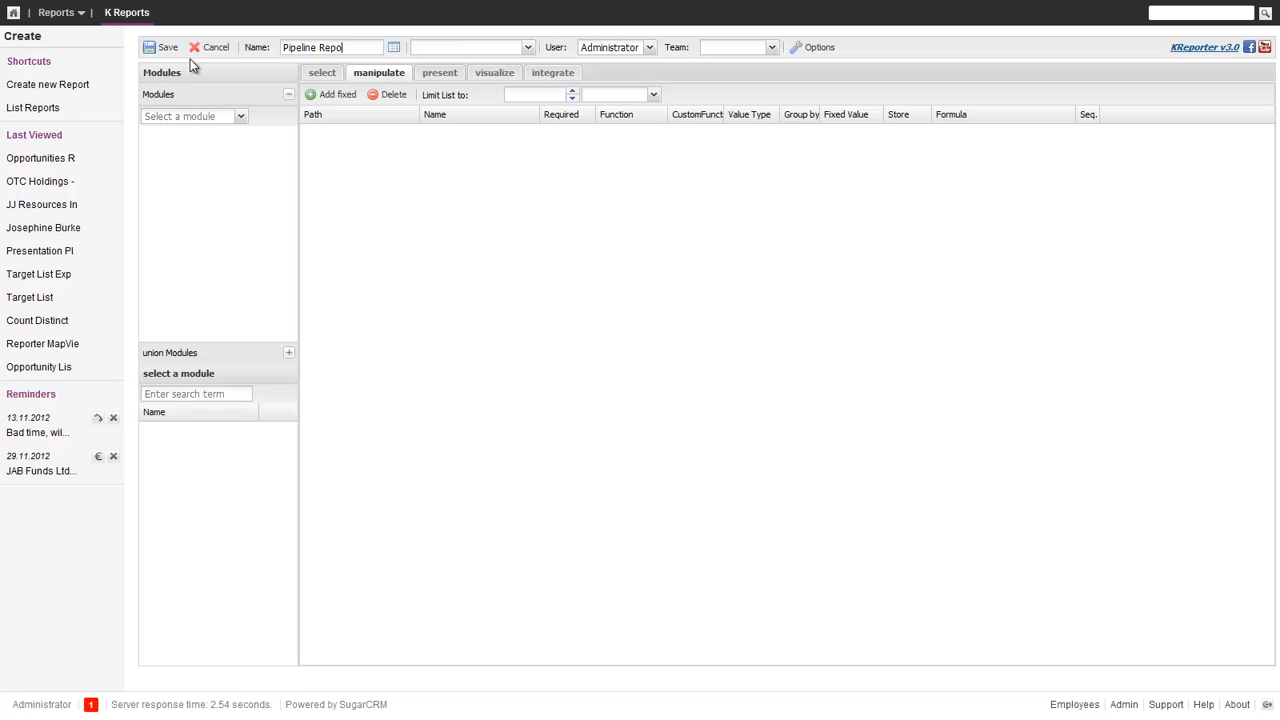 Reports | K Reports
Create
Shortcuts
Create new Report
List Reports
Last Viewed
Opportunities R
OTC Holdings -
JJ Resources In
Josephine Burke
Presentation Pl
Target List Exp
Target List
Count Distinct
Reporter MapVie
Opportunity Lis
Reminders
13.11.2012
Bad time, wil...
29.11.2012
JAB Funds Ltd...
Save Cancel Name: Pipeline Repo User: Administrator Team: Options KReporter v3.0
Modules
Modules
Select a module
union Modules
select a module
Enter search term
Name
select manipulate present visualize integrate
Add fixed Delete Limit List to:
Path Name Required Function CustomFunct Value Type Group by Fixed Value Store Formula Seq.
Administrator 1 Server response time: 2.54 seconds. Powered by SugarCRM Employees Admin Support Help About